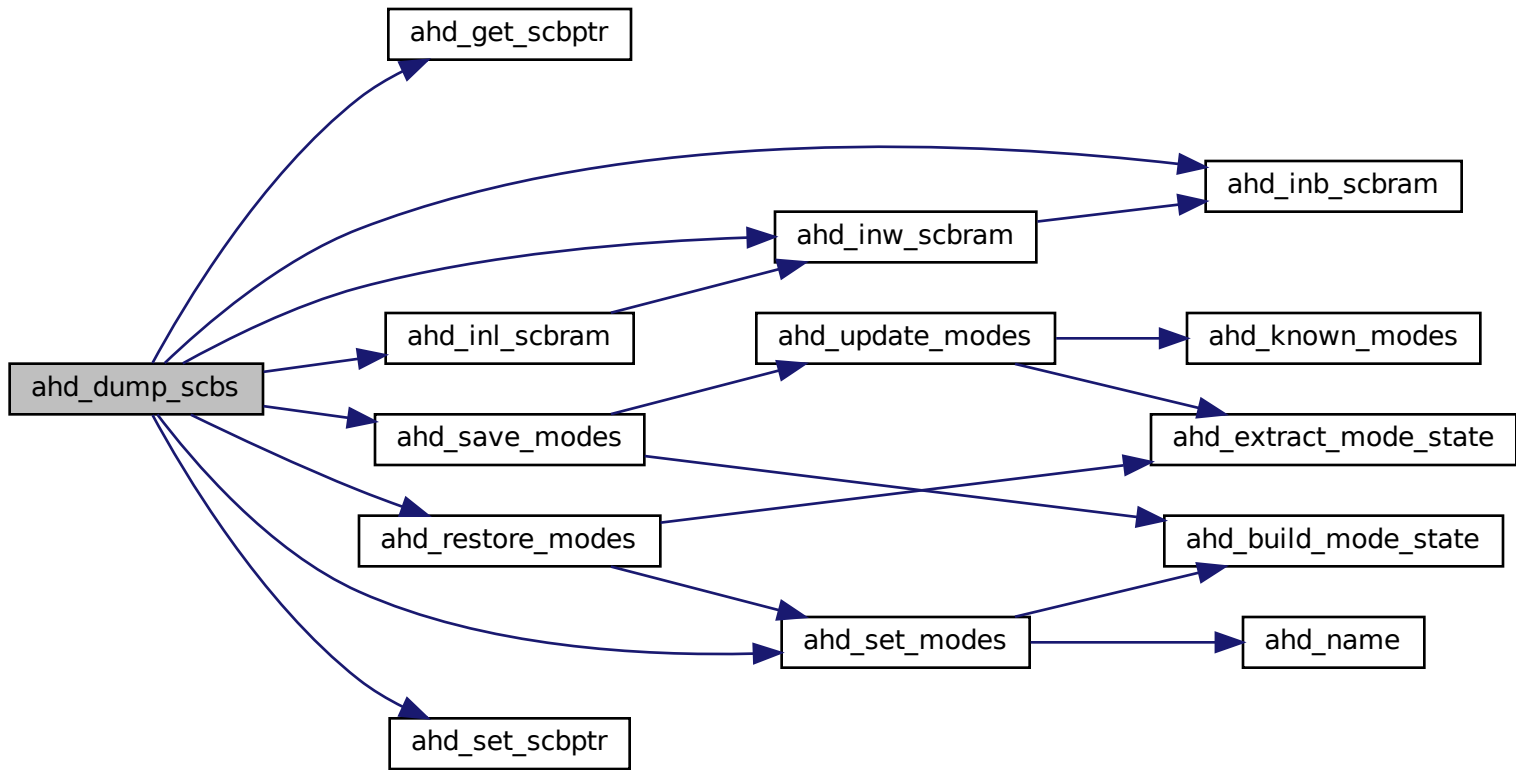 ahd_get_scbptr
ahd_inb_scbram
ahd_inw_scbram
ahd_inl_scbram
ahd_update_modes
ahd_known_modes
ahd_dump_scbs
ahd_save_modes
ahd_extract_mode_state
ahd_restore_modes
ahd_build_mode_state
ahd_set_modes
ahd_name
ahd_set_scbptr